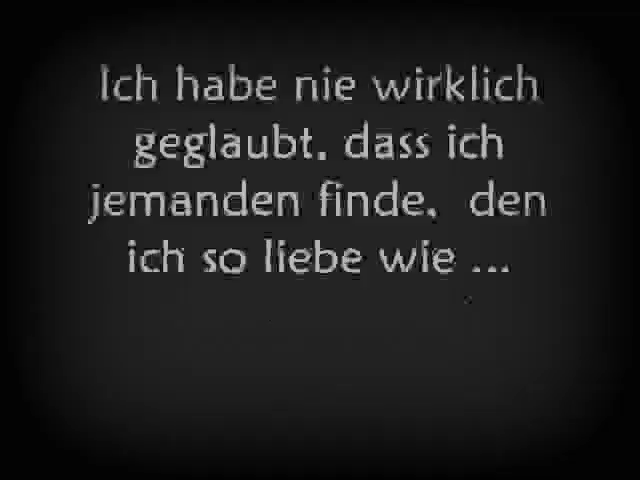 Ich habe nie wirklich
geglaubt, dass ich
jemanden finde, den
ich so liebe wie ...